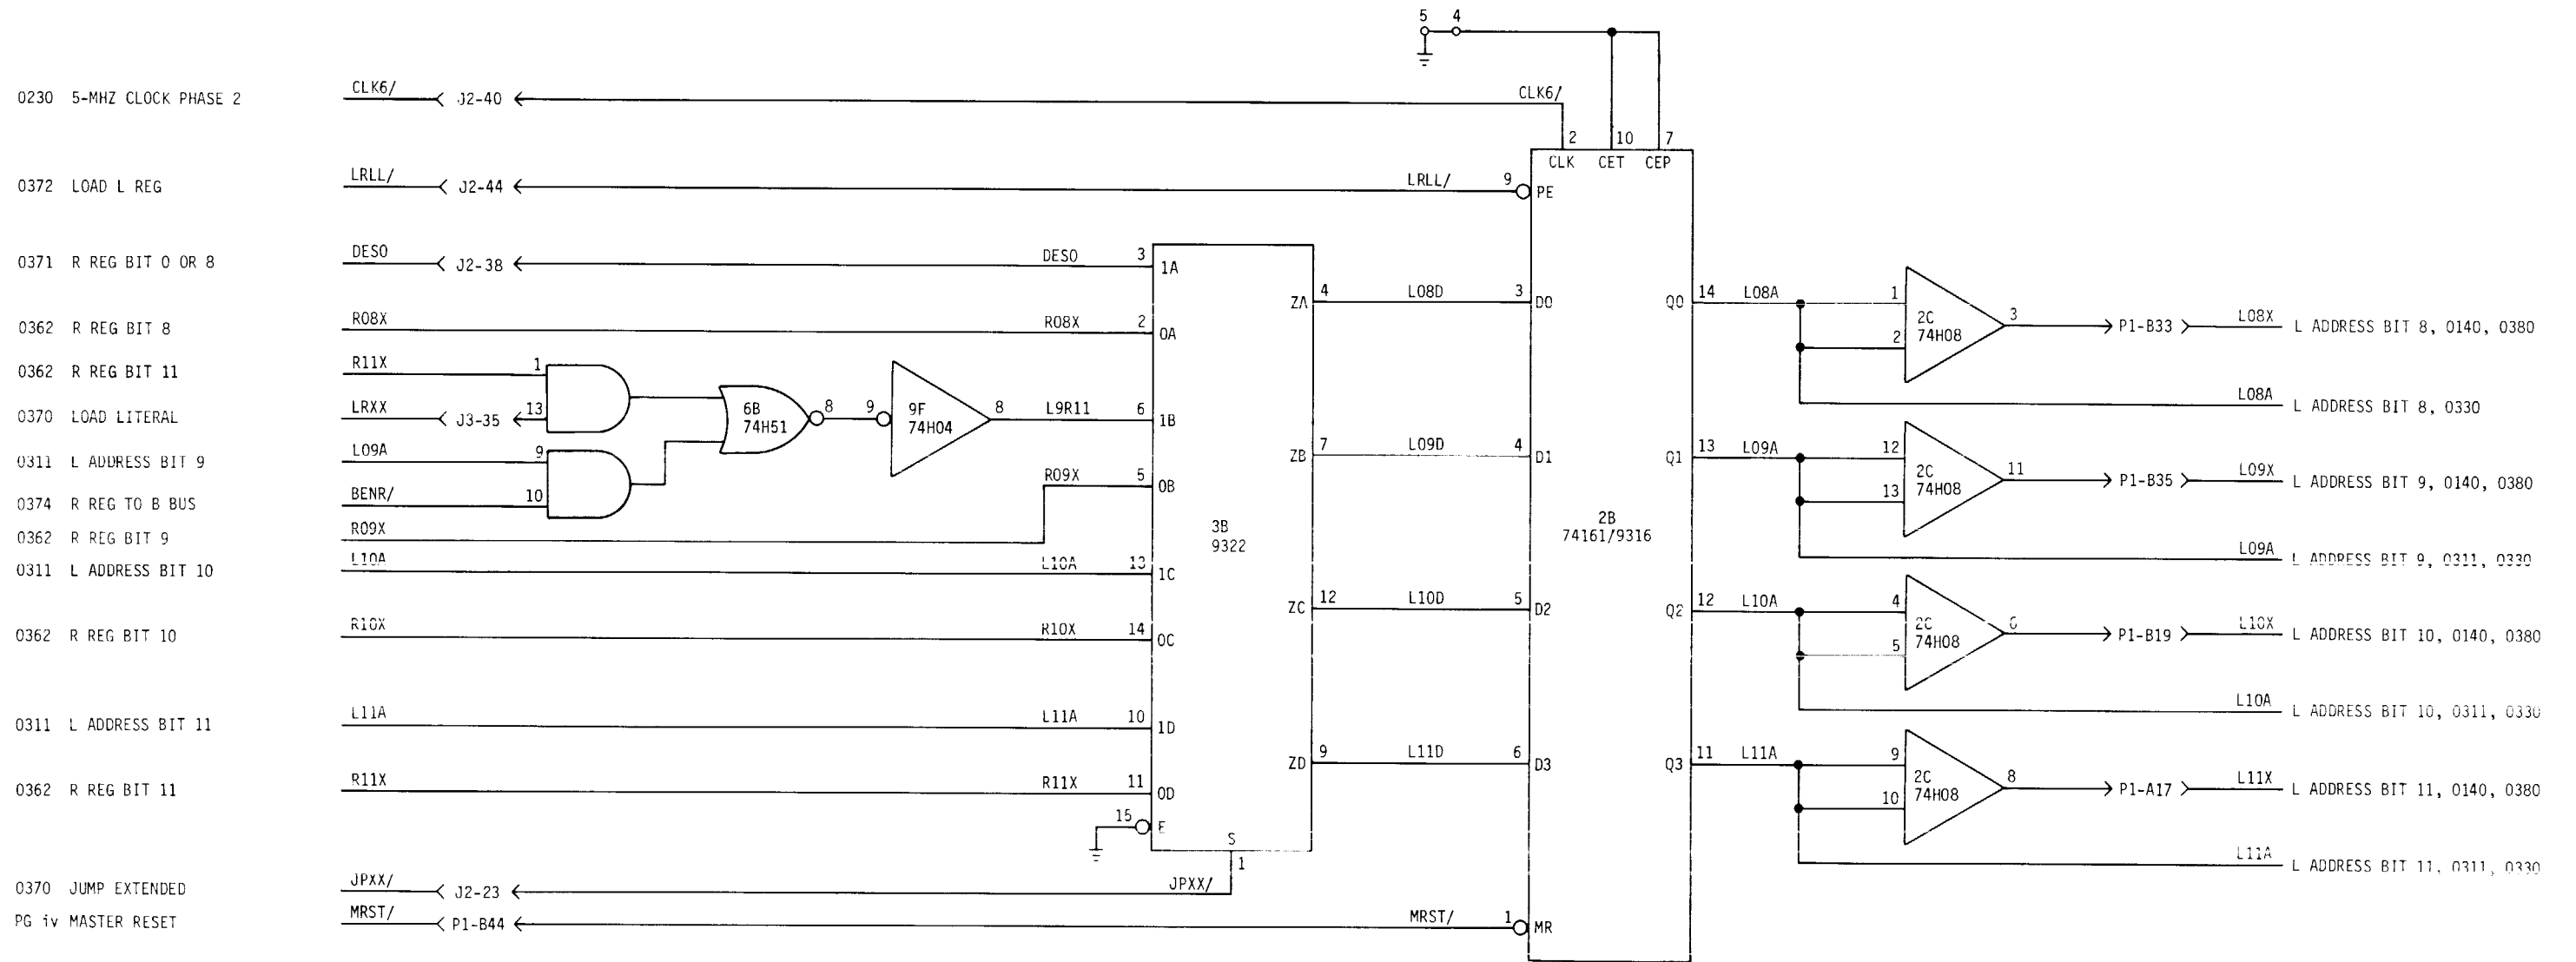 5 4
0230 5-MHZ CLOCK PHASE 2 CLK6/ J2-40 CLK6/
2 10 7
CLK CET CEP
0372 LOAD L REG LRLL/ J2-44 LRLL/ 9 PE
0371 R REG BIT 0 OR 8 DES0 J2-38 DES0 3 1A
ZA 4 L08D 3 D0 Q0 14 L08A 1
2C
74H08
2 3 P1-B33 L08X L ADDRESS BIT 8, 0140, 0380
0362 R REG BIT 8 R08X R08X 2 0A
0362 R REG BIT 11 R11X 1
L08A L ADDRESS BIT 8, 0330
0370 LOAD LITERAL LRXX J3-35 13
6B
74H51
8 9
9F
74H04
8 L9R11 6 1B
0311 L ADDRESS BIT 9 L09A 9
ZB 7 L09D 4 D1 Q1 13 L09A 12
2C
74H08
13 11 P1-B35 L09X L ADDRESS BIT 9, 0140, 0380
0374 R REG TO B BUS BENR/ 10
R09X 5 0B
0362 R REG BIT 9 R09X
3B
9322
2B
74161/9316
L09A L ADDRESS BIT 9, 0311, 0330
0311 L ADDRESS BIT 10 L10A L10A 13 1C
ZC 12 L10D 5 D2 Q2 12 L10A 4
2C
74H08
5 6 P1-B19 L10X L ADDRESS BIT 10, 0140, 0380
0362 R REG BIT 10 R10X R10X 14 0C
L10A L ADDRESS BIT 10, 0311, 0330
0311 L ADDRESS BIT 11 L11A L11A 10 1D
ZD 9 L11D 6 D3 Q3 11 L11A 9
2C
74H08
10 8 P1-A17 L11X L ADDRESS BIT 11, 0140, 0380
0362 R REG BIT 11 R11X R11X 11 0D
15 E
S
1
L11A L ADDRESS BIT 11, 0311, 0330
0370 JUMP EXTENDED JPXX/ J2-23 JPXX/
PG iv MASTER RESET MRST/ P1-B44 MRST/ 1 MR